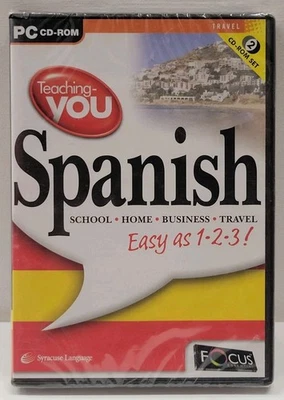 PC CD-ROM
TRAVEL
2
CD-ROM SET
Teaching-
YOU
Spanish
SCHOOL • HOME • BUSINESS • TRAVEL
Easy as 1-2-3!
Syracuse Language
FOCUS